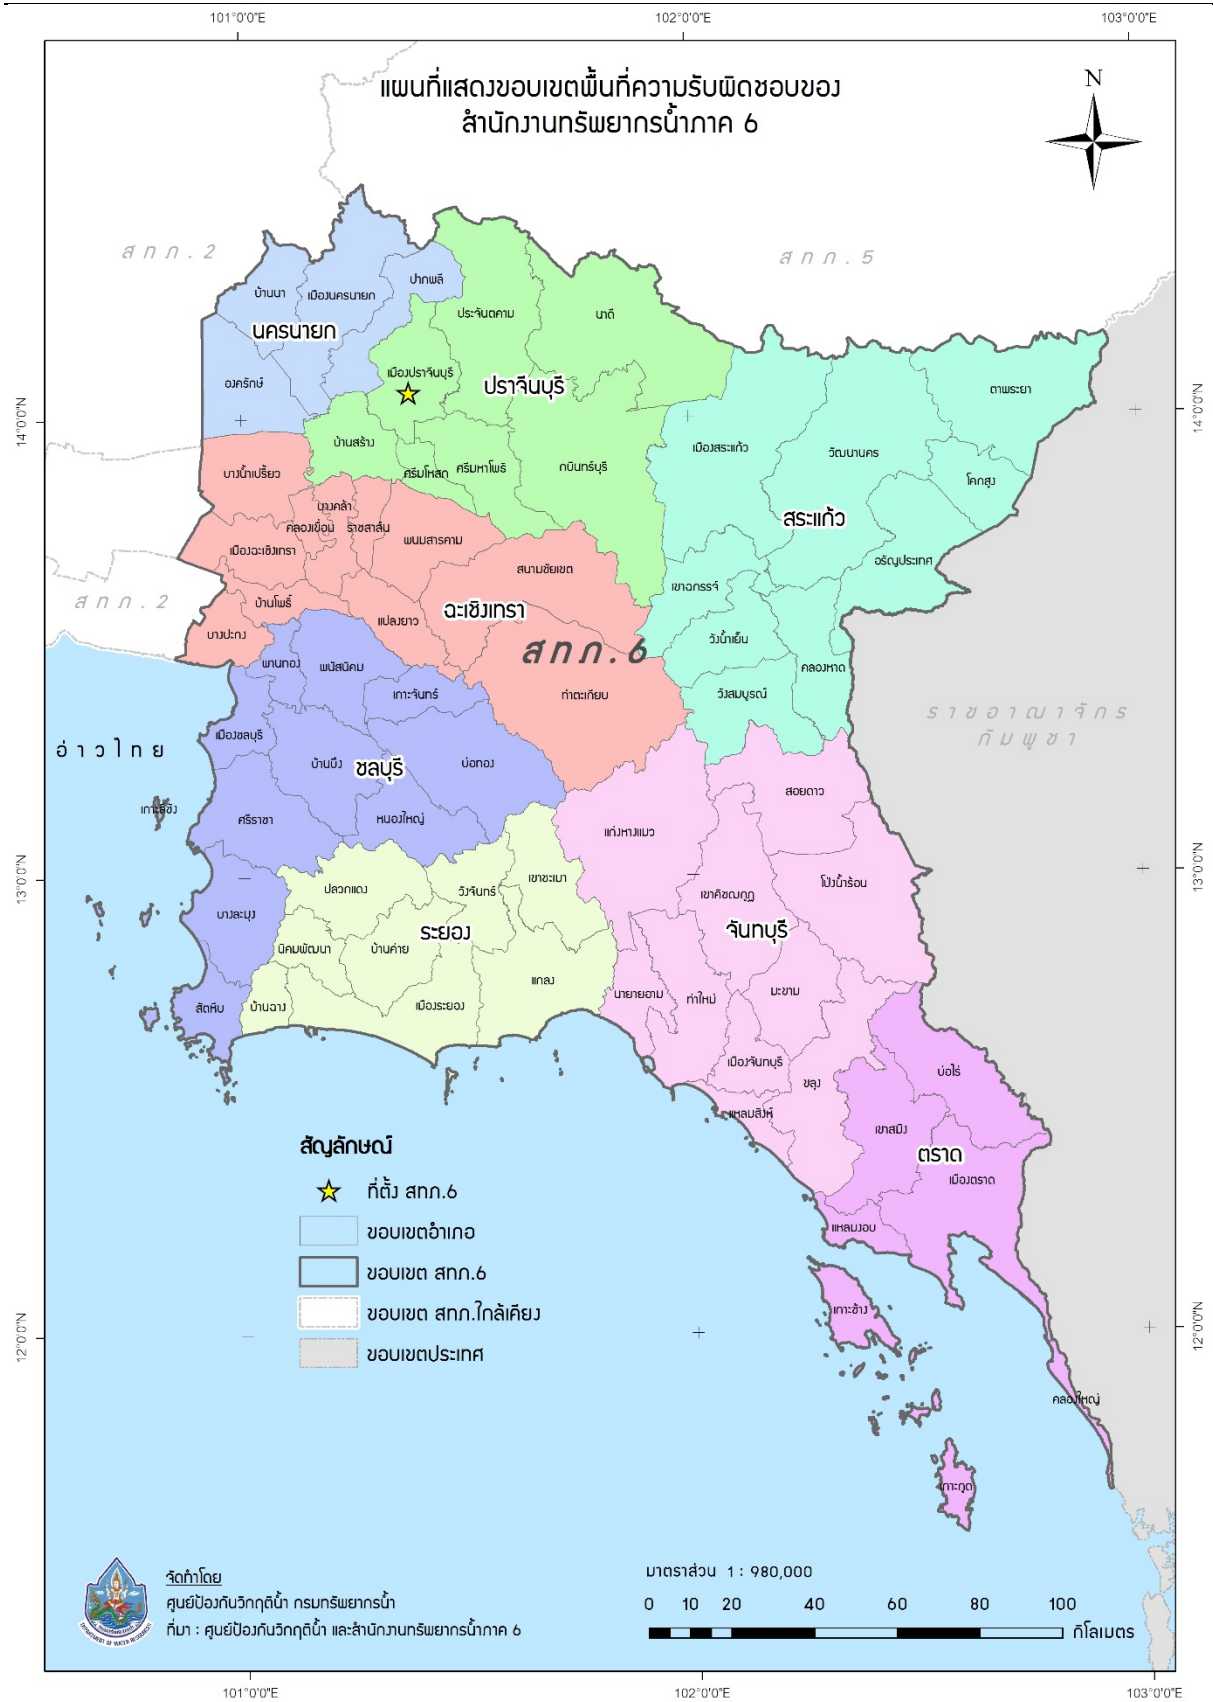 101°0'0"E
102°0'0"E
103°0'0"E
แผนที่แสดงขอบเขตพื้นที่ความรับผิดชอบของ
สำนักงานทรัพยากรน้ำภาค 6
N
สทภ.2
สทภ.5
ปากพลี
บ้านนา
เมืองนครนายก
นครนายก
ประจันตคาม
นาดี
องครักษ์
เมืองปราจีนบุรี
ปราจีนบุรี
ตาพระยา
14°0'0"N
14°0'0"N
บ้านสร้าง
ศรีมโหสถ
ศรีมหาโพธิ
กบินทร์บุรี
เมืองสระแก้ว
วัฒนานคร
โคกสูง
บางน้ำเปรี้ยว
บางคล้า
คลองเขื่อน
ราชสาส์น
พนมสารคาม
สระแก้ว
เมืองฉะเชิงเทรา
สนามชัยเขต
อรัญประเทศ
เขาฉกรรจ์
สทภ.2
บ้านโพธิ์
แปลงยาว
ฉะเชิงเทรา
บางปะกง
สทภ.6
วังน้ำเย็น
คลองหาด
พานทอง
พนัสนิคม
เกาะจันทร์
ท่าตะเกียบ
วังสมบูรณ์
ราชอาณาจักร
กัมพูชา
อ่าวไทย
เมืองชลบุรี
บ้านบึง
ชลบุรี
บ่อทอง
เกาะสีชัง
ศรีราชา
หนองใหญ่
แก่งหางแมว
สอยดาว
13°0'0"N
13°0'0"N
ปลวกแดง
วังจันทร์
เขาชะเมา
เขาคิชฌกูฏ
โป่งน้ำร้อน
บางละมุง
ระยอง
จันทบุรี
นิคมพัฒนา
บ้านค่าย
แกลง
นายายอาม
ท่าใหม่
มะขาม
สัตหีบ
บ้านฉาง
เมืองระยอง
เมืองจันทบุรี
ขลุง
บ่อไร่
แหลมสิงห์
เขาสมิง
ตราด
เมืองตราด
แหลมงอบ
สัญลักษณ์
ที่ตั้ง สทภ.6
ขอบเขตอำเภอ
ขอบเขต สทภ.6
ขอบเขต สทภ.ใกล้เคียง
ขอบเขตประเทศ
เกาะช้าง
12°0'0"N
12°0'0"N
คลองใหญ่
เกาะกูด
จัดทำโดย
ศูนย์ป้องกันวิกฤติน้ำ กรมทรัพยากรน้ำ
ที่มา : ศูนย์ป้องกันวิกฤติน้ำ และสำนักงานทรัพยากรน้ำภาค 6
DEPARTMENT OF WATER RESOURCES
มาตราส่วน 1 : 980,000
0 10 20 40 60 80 100
กิโลเมตร
101°0'0"E
102°0'0"E
103°0'0"E